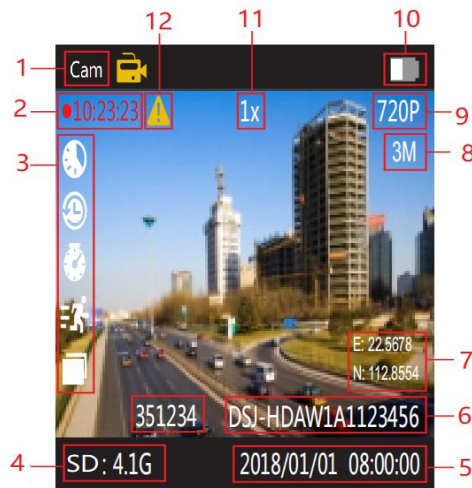 12
11
10
1
Cam
2
10:23:23
1x
720P
9
3M
8
3
E: 22.5678
N: 112.8554
7
351234
DSJ-HDAW1A1123456
6
4
SD: 4.1G
2018/01/01 08:00:00
5